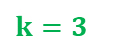 k = 3